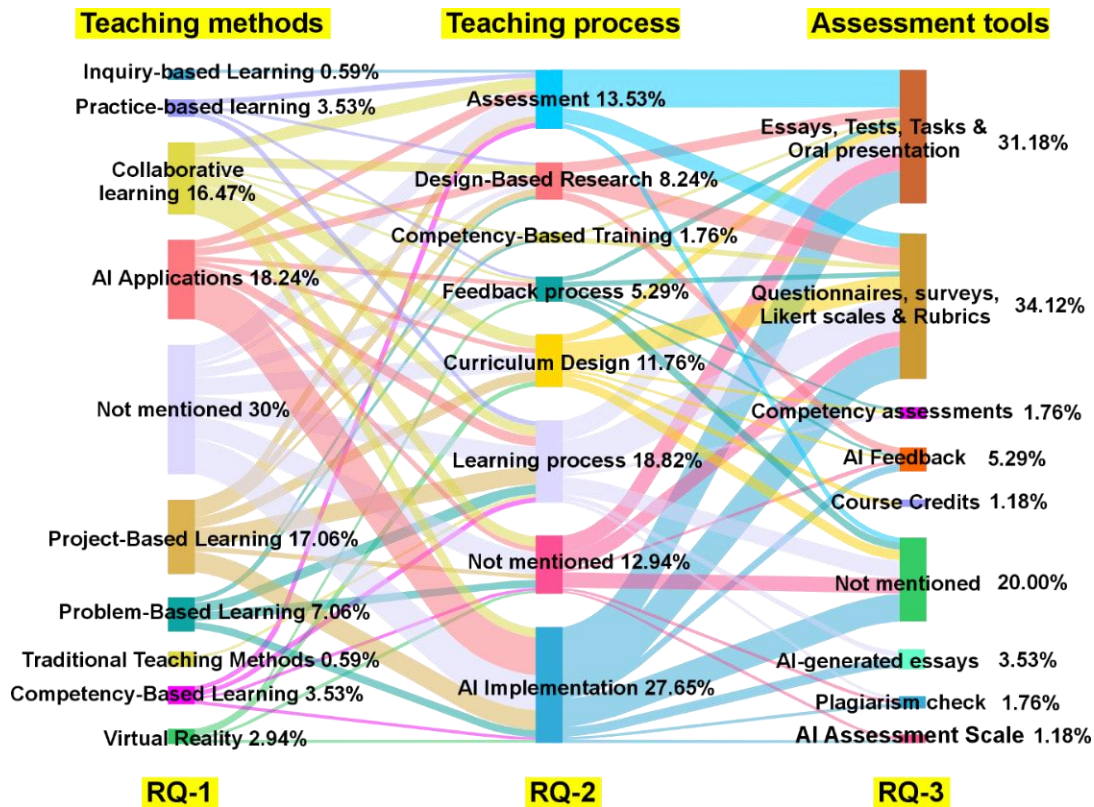 Teaching methods
Inquiry-based Learning 0.59%
Practice-based learning 3.53%
Collaborative
learning 16.47%
AI Applications 18.24%
Not mentioned 30%
Project-Based Learning 17.06%
Problem-Based Learning 7.06%
Traditional Teaching Methods 0.59%
Competency-Based Learning 3.53%
Virtual Reality 2.94%
RQ-1
Teaching process
Assessment 13.53%
Design-Based Research 8.24%
Competency-Based Training 1.76%
Feedback process 5.29%
Curriculum Design 11.76%
Learning process 18.82%
Not mentioned 12.94%
AI Implementation 27.65%
RQ-2
Assessment tools
Essays, Tests, Tasks &
Oral presentation 31.18%
Questionnaires, surveys,
Likert scales & Rubrics 34.12%
Competency assessments 1.76%
AI Feedback 5.29%
Course Credits 1.18%
Not mentioned 20.00%
AI-generated essays 3.53%
Plagiarism check 1.76%
AI Assessment Scale 1.18%
RQ-3